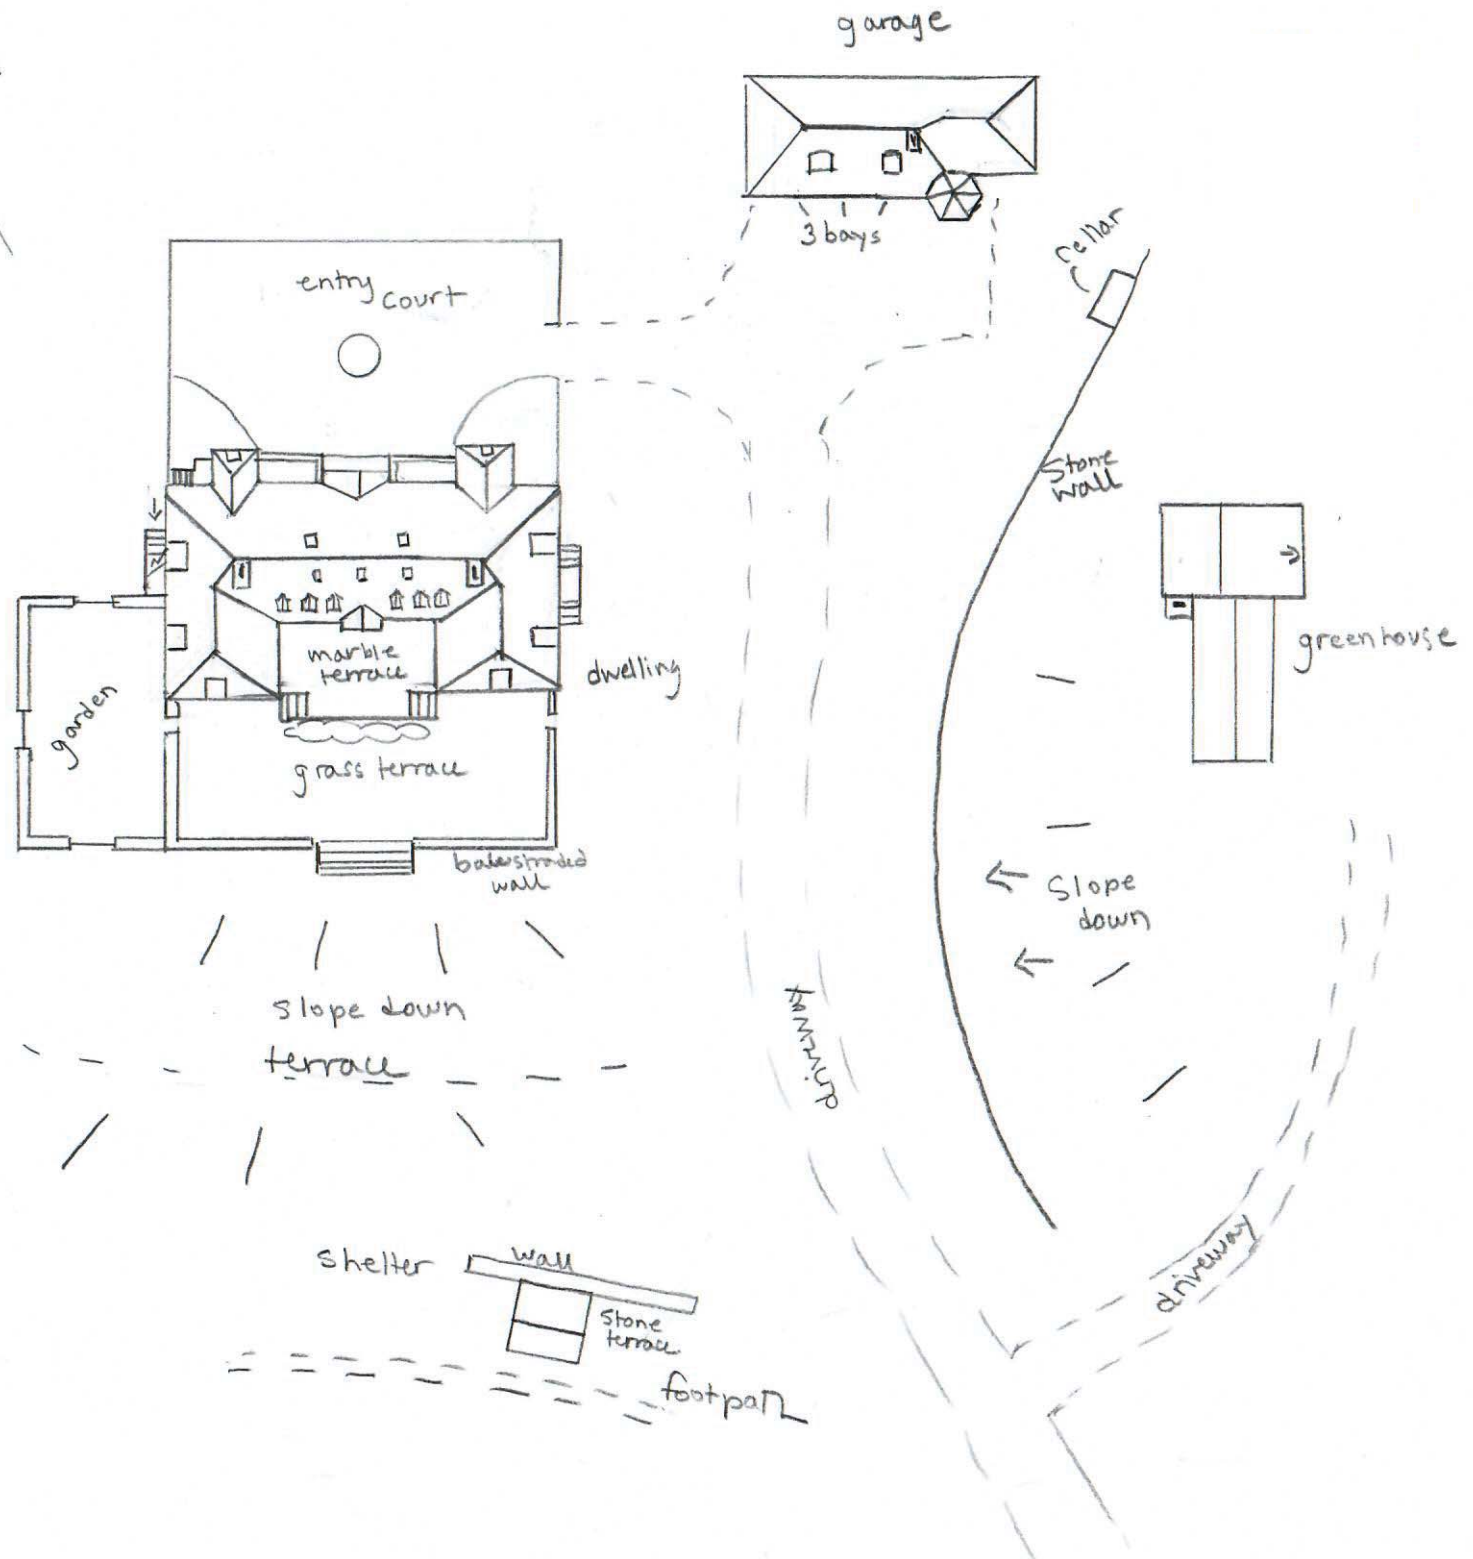 garage
3 bays
cellar
entry
court
Stone
wall
greenhouse
marble
terrace
dwelling
garden
grass terrace
balustraded
wall
Slope
down
slope down
terrace
driveway
driveway
Shelter
wall
Stone
terrace
footpath